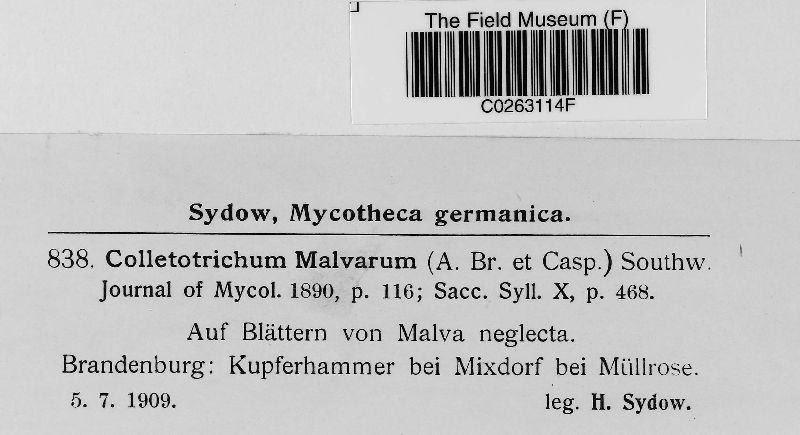 The Field Museum (F)
C0263114F
Sydow, Mycotheca germanica.
838. Colletotrichum Malvarum (A. Br. et Casp.) Southw.
Journal of Mycol. 1890, p. 116; Sacc. Syll. X, p. 468.
Auf Blättern von Malva neglecta.
Brandenburg: Kupferhammer bei Mixdorf bei Müllrose.
5. 7. 1909. leg. H. Sydow.